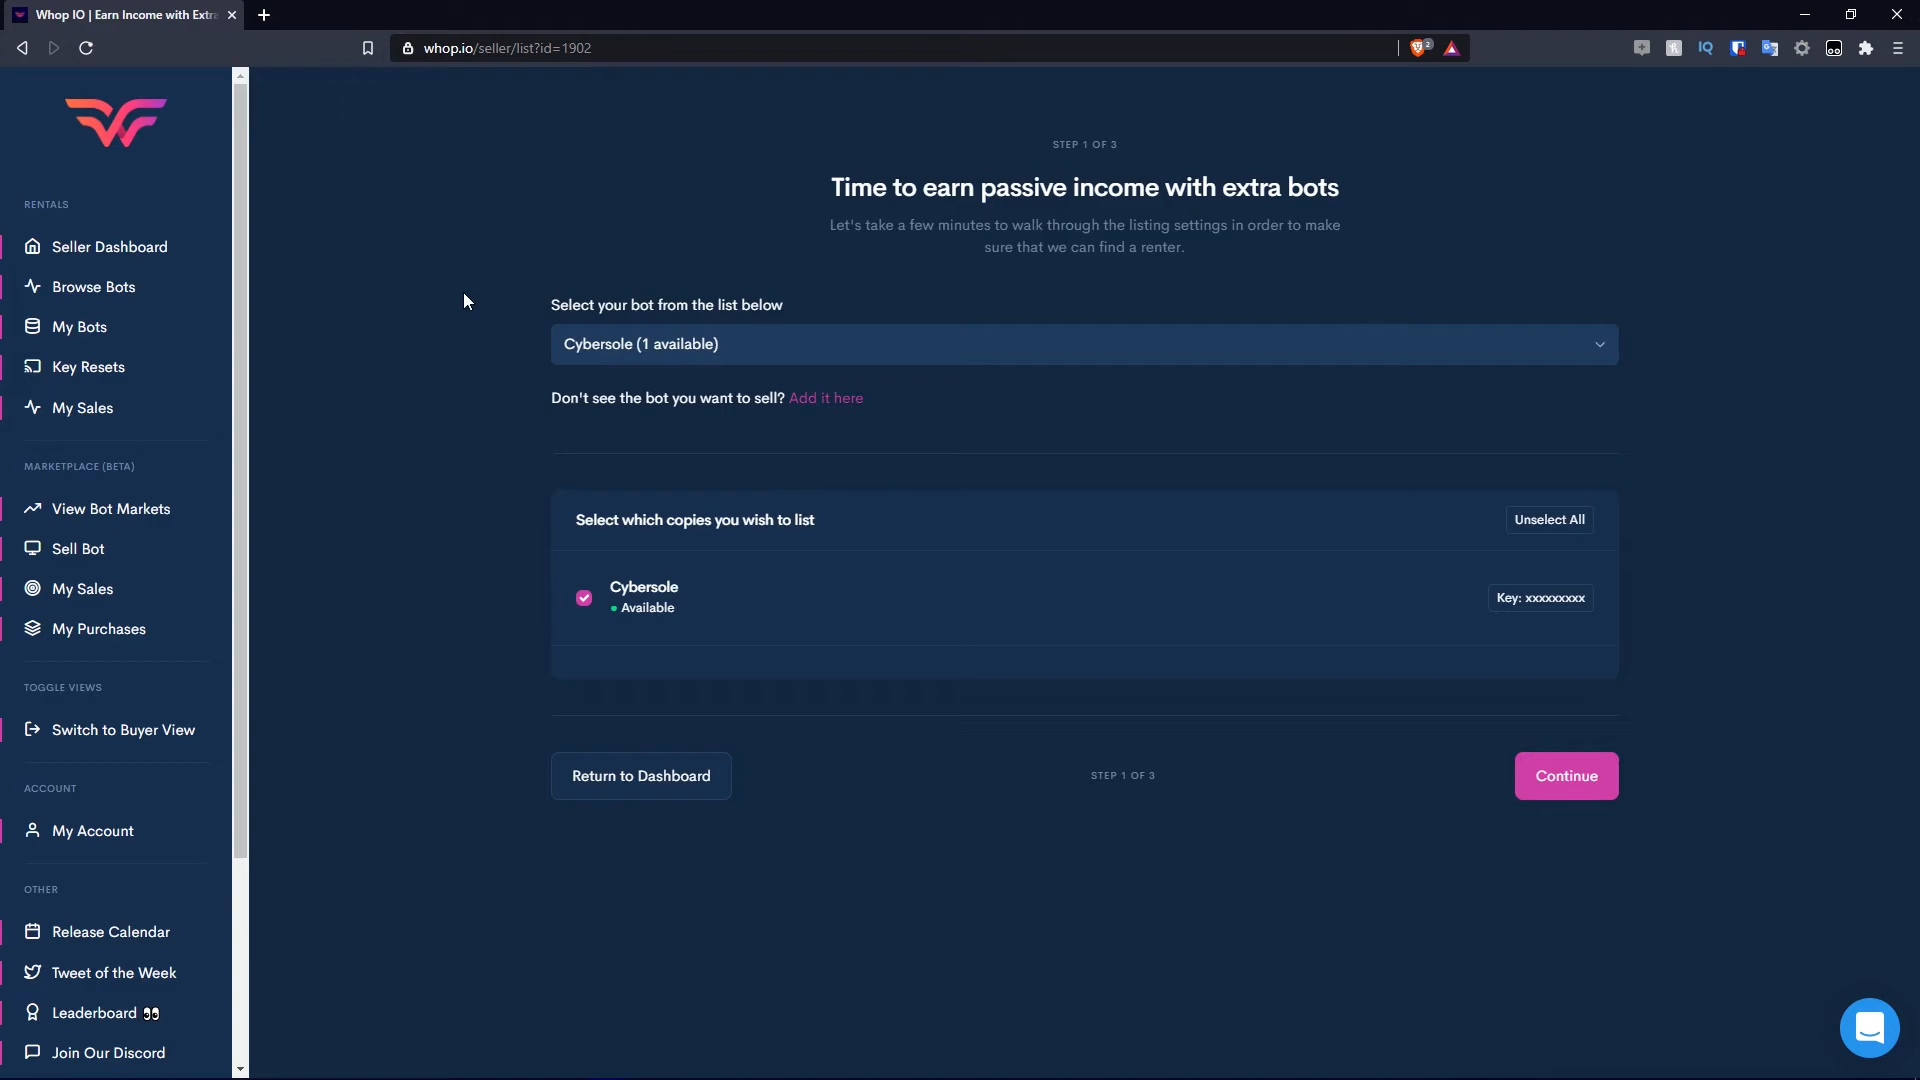 Whop IO | Earn Income with Extra
whop.io/seller/list?id=1902
2
IQ
RENTALS
Seller Dashboard
Browse Bots
My Bots
Key Resets
My Sales
MARKETPLACE (BETA)
View Bot Markets
Sell Bot
My Sales
My Purchases
TOGGLE VIEWS
Switch to Buyer View
ACCOUNT
My Account
OTHER
Release Calendar
Tweet of the Week
Leaderboard 👀
Join Our Discord
STEP 1 OF 3
Time to earn passive income with extra bots
Let's take a few minutes to walk through the listing settings in order to make
sure that we can find a renter.
Select your bot from the list below
Cybersole (1 available)
Don't see the bot you want to sell? Add it here
Select which copies you wish to list
Unselect All
Cybersole
Available
Key: xxxxxxxxx
Return to Dashboard
STEP 1 OF 3
Continue